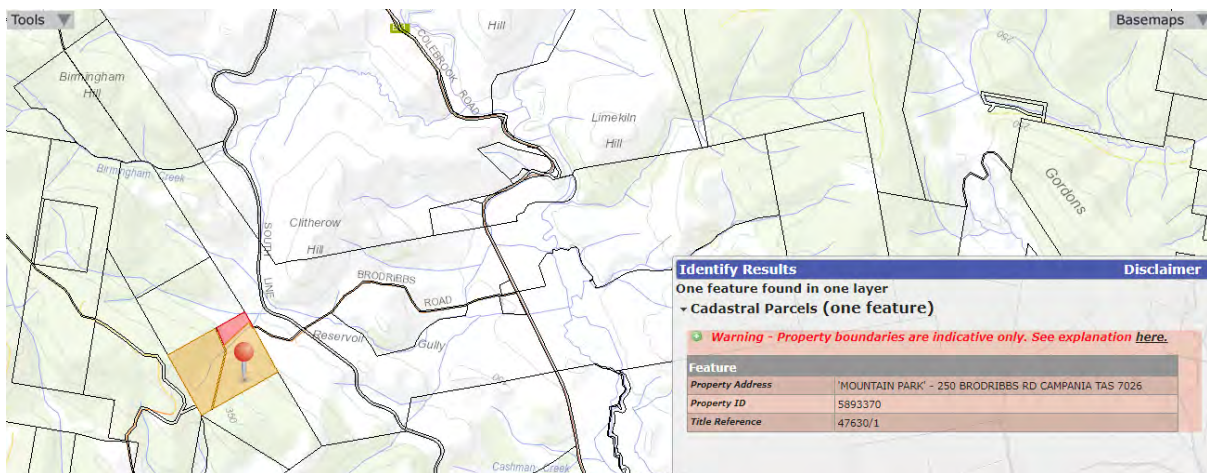 Tools
Basemaps
Hill
COLEBROOK
ROAD
Birmingham
Hill
Limekiln
Hill
350
250
Birmingham Creek
Gordons
Clitherow
Hill
SOUTH
LINE
BRODRIBBS
ROAD
Reservoir
Gully
250
350
Cashman Creek
Identify Results Disclaimer
One feature found in one layer
Cadastral Parcels (one feature)
Warning - Property boundaries are indicative only. See explanation here.
Feature
Property Address 'MOUNTAIN PARK' - 250 BRODRIBBS RD CAMPANIA TAS 7026
Property ID 5893370
Title Reference 47630/1